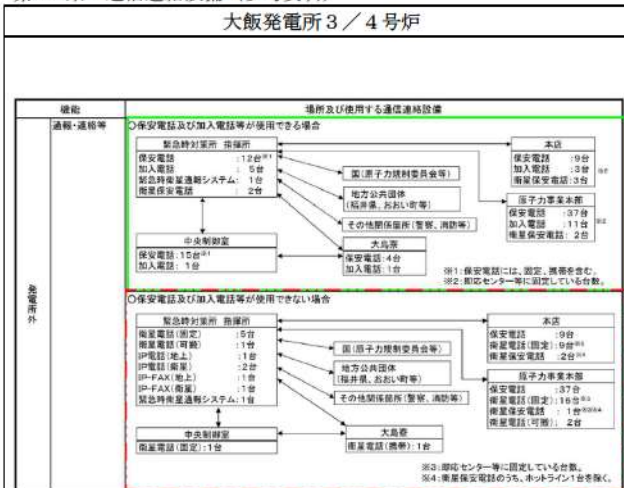 大飯発電所3/4号炉
機能
場所及び使用する通信連絡設備
発電所外
通報・連絡等
○保安電話及び加入電話等が使用できる場合
緊急時対策所 指揮所
保安電話 :12台※1
加入電話 : 5台
緊急時衛星通報システム: 1台
衛星保安電話 : 2台
中央制御室
保安電話:15台※1
加入電話: 1台
国(原子力規制委員会等)
地方公共団体
(福井県、おおい町等)
その他関係箇所(警察、消防等)
大島寮
保安電話:4台
加入電話:1台
本店
保安電話 :9台
加入電話 :3台
衛星保安電話:3台
※2
原子力事業本部
保安電話 :37台
加入電話 :11台
衛星保安電話: 2台
※2
※1:保安電話には、固定、携帯を含む。
※2:即応センター等に固定している台数。
○保安電話及び加入電話等が使用できない場合
緊急時対策所 指揮所
衛星電話(固定) :5台
衛星電話(可搬) :1台
IP電話(地上) :1台
IP電話(衛星) :2台
IP-FAX(地上) :1台
IP-FAX(衛星) :1台
緊急時衛星通報システム:1台
中央制御室
衛星電話(固定):1台
国(原子力規制委員会等)
地方公共団体
(福井県、おおい町等)
その他関係箇所(警察、消防等)
大島寮
衛星電話(携帯):1台
本店
保安電話 :9台
衛星電話(固定):9台※3
衛星保安電話 :2台※4
原子力事業本部
保安電話 :37台
衛星電話(固定):16台※3
衛星保安電話 : 1台※3※4
衛星電話(可搬): 2台
※3:即応センター等に固定している台数。
※4:衛星保安電話のうち、ホットライン1台を除く。